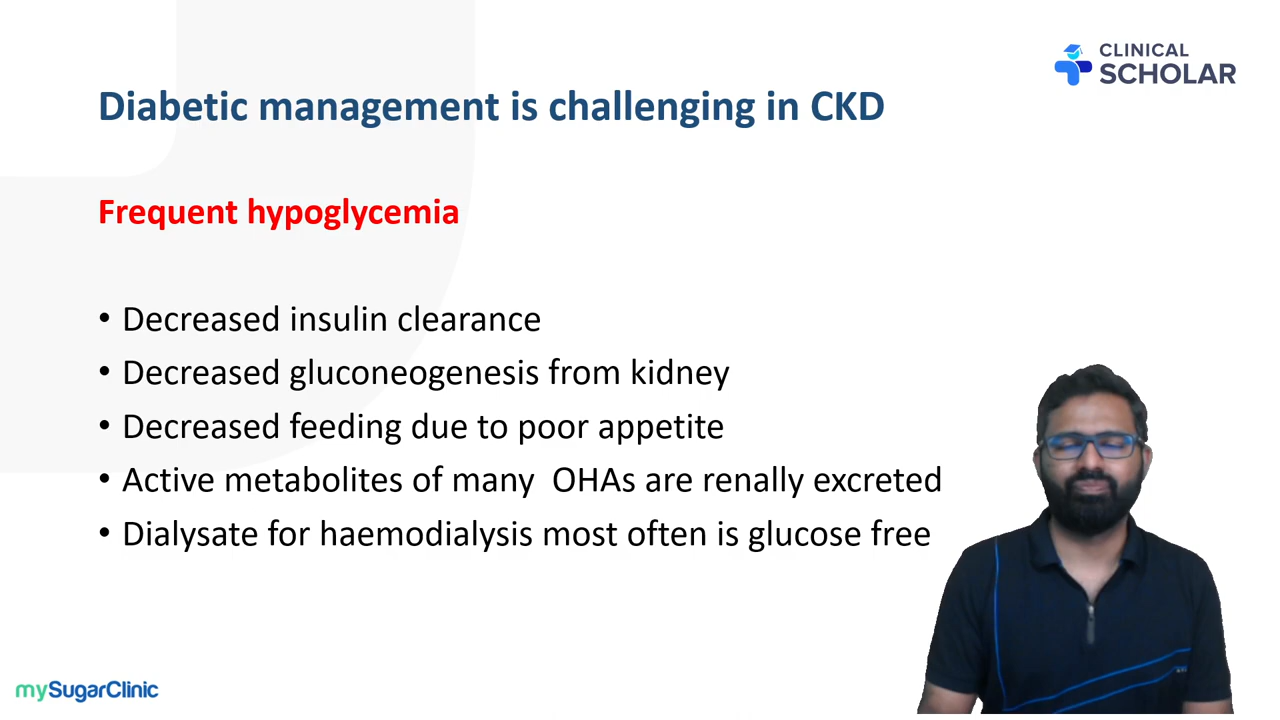 CLINICAL
SCHOLAR
Diabetic management is challenging in CKD
Frequent hypoglycemia
• Decreased insulin clearance
• Decreased gluconeogenesis from kidney
• Decreased feeding due to poor appetite
• Active metabolites of many  OHAs are renally excreted
• Dialysate for haemodialysis most often is glucose free
mySugarClinic